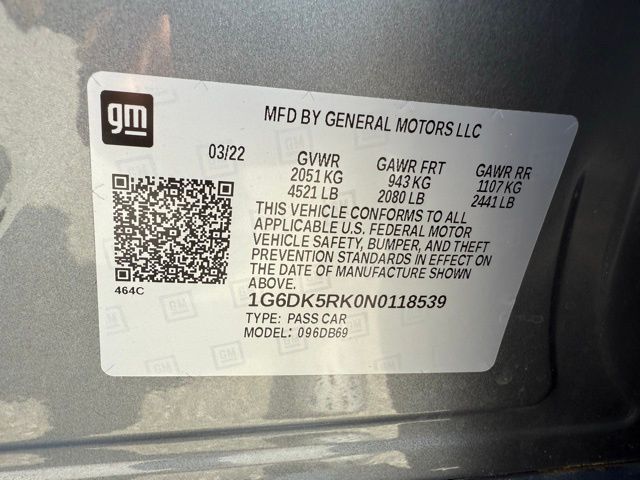 gm
MFD BY GENERAL MOTORS LLC
03/22 GVWR GAWR FRT GAWR RR
2051 KG 943 KG 1107 KG
4521 LB 2080 LB 2441 LB
THIS VEHICLE CONFORMS TO ALL
APPLICABLE U.S. FEDERAL MOTOR
VEHICLE SAFETY, BUMPER, AND THEFT
PREVENTION STANDARDS IN EFFECT ON
THE DATE OF MANUFACTURE SHOWN
ABOVE.
464C
1G6DK5RK0N0118539
TYPE: PASS CAR
MODEL: 096DB69